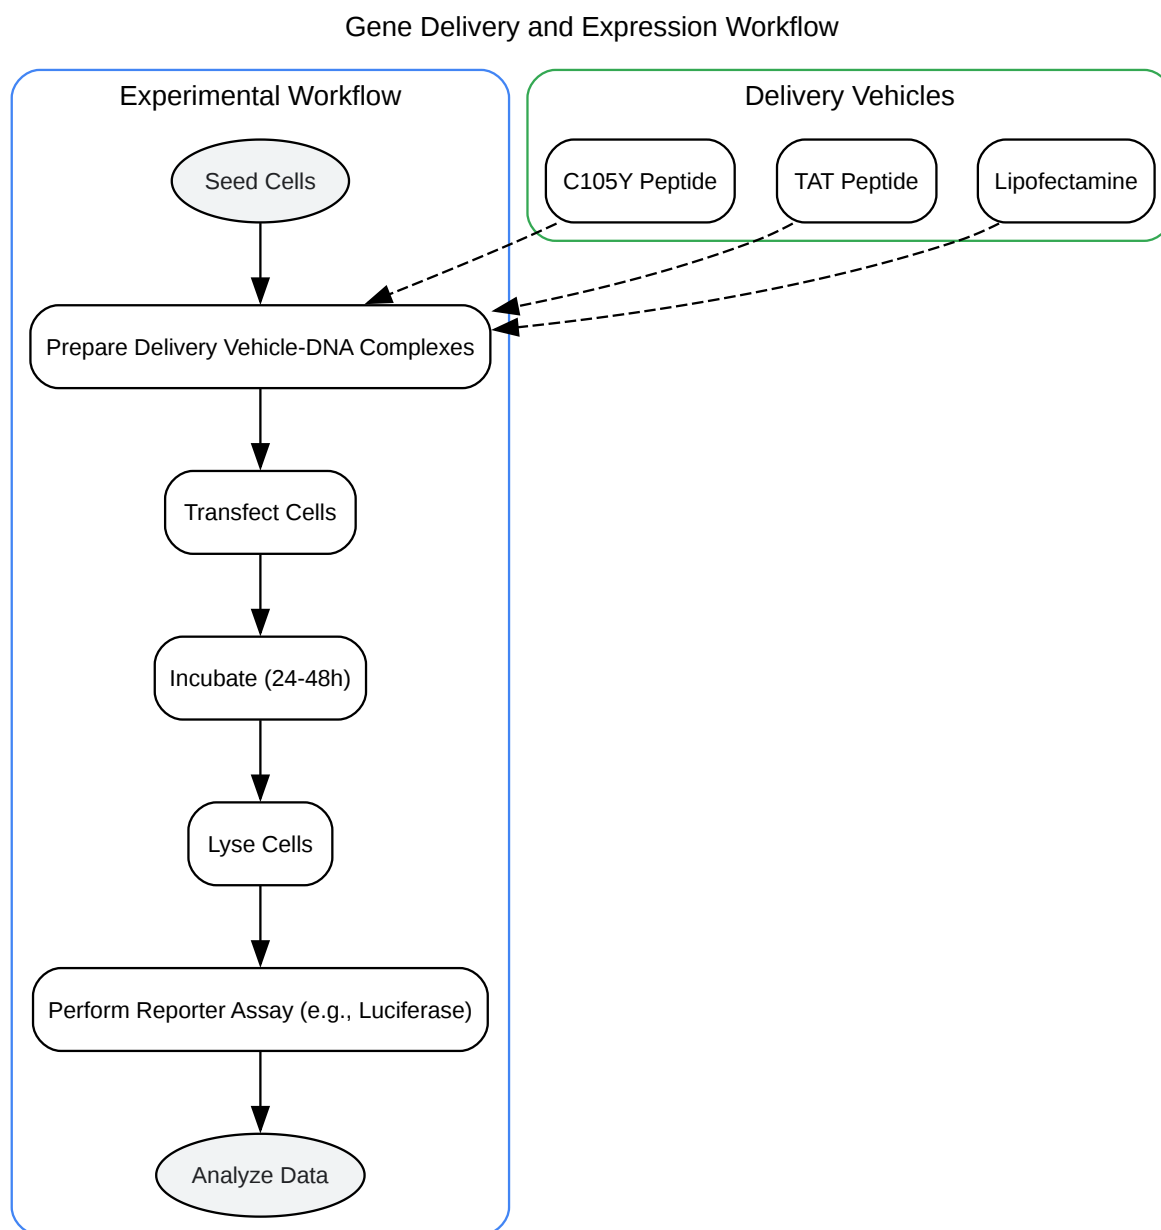 Gene Delivery and Expression Workflow
Experimental Workflow
Delivery Vehicles
Seed Cells
C105Y Peptide
TAT Peptide
Lipofectamine
Prepare Delivery Vehicle-DNA Complexes
Transfect Cells
Incubate (24-48h)
Lyse Cells
Perform Reporter Assay (e.g., Luciferase)
Analyze Data